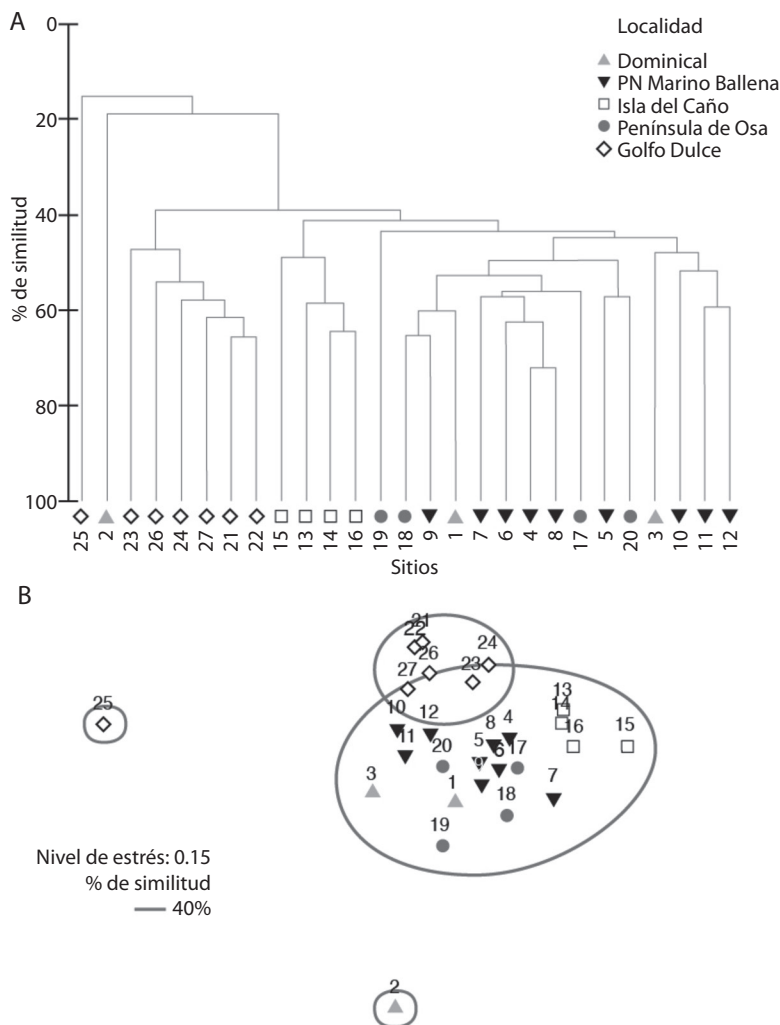 A
Localidad
Dominical
PN Marino Ballena
Isla del Caño
Península de Osa
Golfo Dulce
0
20
40
60
80
100
% de similitud
25 2 23 26 24 27 21 22 15 13 14 16 19 18 9 1 7 6 4 8 17 5 20 3 10 11 12
Sitios
B
21
22
24
26
23
27
25
13
14
10
12
8
4
16
15
11
5
20
6
17
9
7
3
1
18
19
Nivel de estrés: 0.15
% de similitud
40%
2